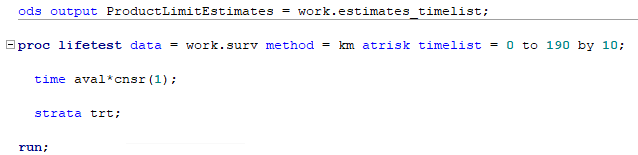 ods output ProductLimitEstimates = work.estimates_timelist;
proc lifetest data = work.surv method = km atrisk timelist = 0 to 190 by 10;
time aval*cnsr(1);
strata trt;
run;